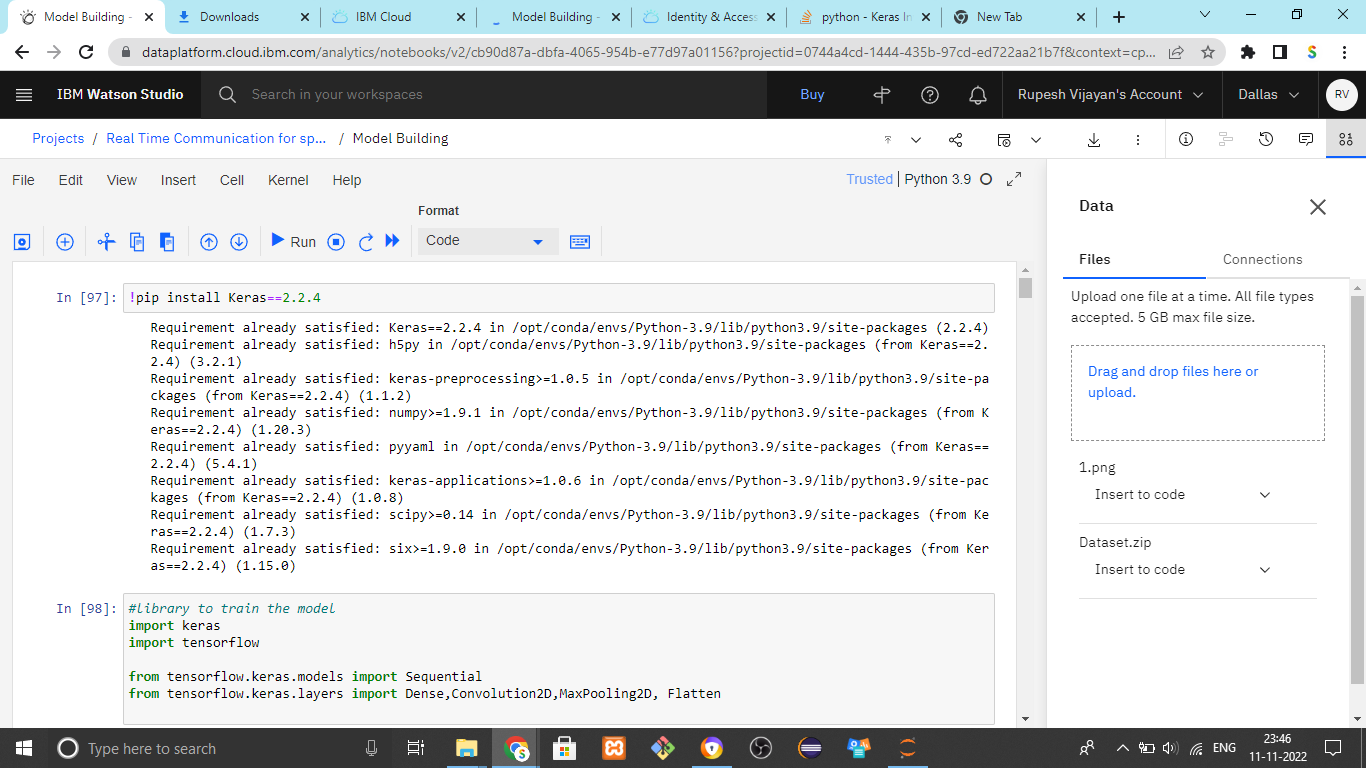 Model Building -
Downloads
IBM Cloud
Model Building -
Identity & Access
python - Keras In
New Tab
dataplatform.cloud.ibm.com/analytics/notebooks/v2/cb90d87a-dbfa-4065-954b-e77d97a01156?projectid=0744a4cd-1444-435b-97cd-ed722aa21b7f&context=cp...
IBM Watson Studio
Search in your workspaces
Buy
Rupesh Vijayan's Account
Dallas
RV
Projects / Real Time Communication for sp... / Model Building
File Edit View Insert Cell Kernel Help
Trusted | Python 3.9
Format
Run
Code
In [97]: !pip install Keras==2.2.4
Requirement already satisfied: Keras==2.2.4 in /opt/conda/envs/Python-3.9/lib/python3.9/site-packages (2.2.4)
Requirement already satisfied: h5py in /opt/conda/envs/Python-3.9/lib/python3.9/site-packages (from Keras==2.
2.4) (3.2.1)
Requirement already satisfied: keras-preprocessing>=1.0.5 in /opt/conda/envs/Python-3.9/lib/python3.9/site-pa
ckages (from Keras==2.2.4) (1.1.2)
Requirement already satisfied: numpy>=1.9.1 in /opt/conda/envs/Python-3.9/lib/python3.9/site-packages (from K
eras==2.2.4) (1.20.3)
Requirement already satisfied: pyyaml in /opt/conda/envs/Python-3.9/lib/python3.9/site-packages (from Keras==
2.2.4) (5.4.1)
Requirement already satisfied: keras-applications>=1.0.6 in /opt/conda/envs/Python-3.9/lib/python3.9/site-pac
kages (from Keras==2.2.4) (1.0.8)
Requirement already satisfied: scipy>=0.14 in /opt/conda/envs/Python-3.9/lib/python3.9/site-packages (from Ke
ras==2.2.4) (1.7.3)
Requirement already satisfied: six>=1.9.0 in /opt/conda/envs/Python-3.9/lib/python3.9/site-packages (from Ker
as==2.2.4) (1.15.0)
In [98]: #library to train the model
import keras
import tensorflow
from tensorflow.keras.models import Sequential
from tensorflow.keras.layers import Dense,Convolution2D,MaxPooling2D, Flatten
Data
Files
Connections
Upload one file at a time. All file types
accepted. 5 GB max file size.
Drag and drop files here or
upload.
1.png
Insert to code
Dataset.zip
Insert to code
Type here to search
ENG
23:46
11-11-2022